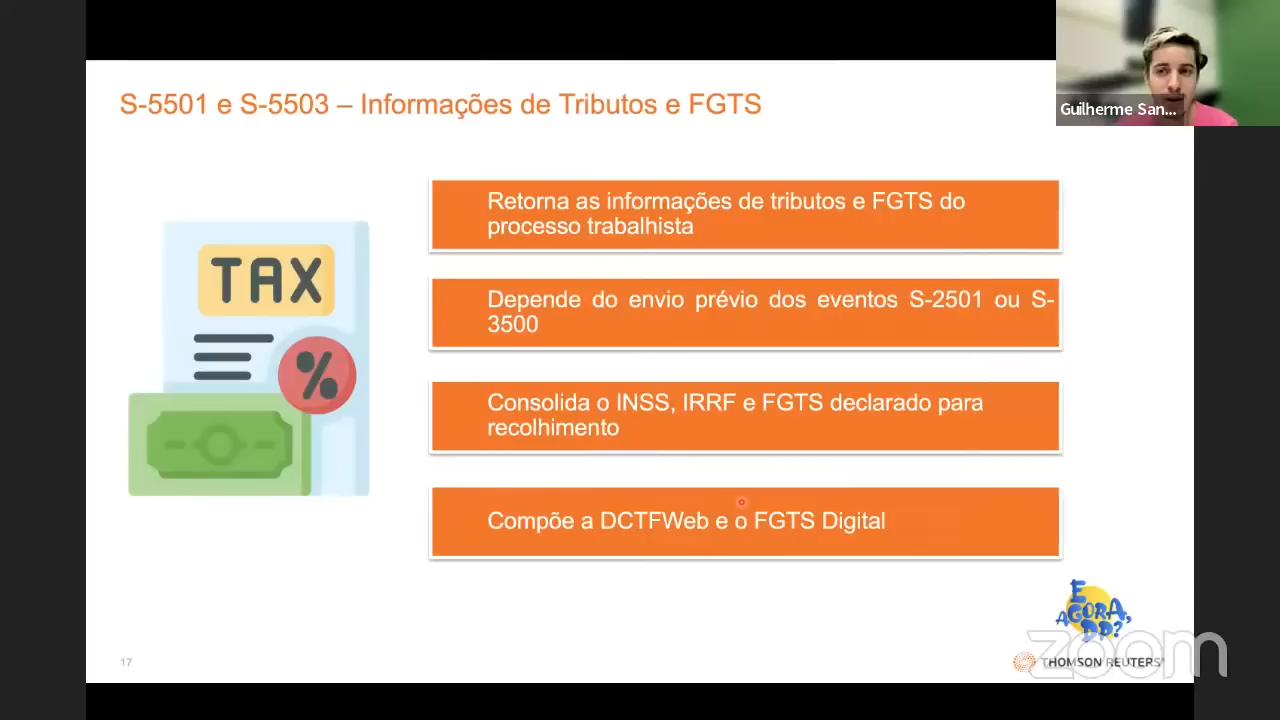 S-5501 e S-5503 – Informações de Tributos e FGTS
Guilherme San...
TAX
%
Retorna as informações de tributos e FGTS do
processo trabalhista
Depende do envio prévio dos eventos S-2501 ou S-
3500
Consolida o INSS, IRRF e FGTS declarado para
recolhimento
Compõe a DCTFWeb e o FGTS Digital
E
AGORA,
DP?
17
THOMSON REUTERS
zoom